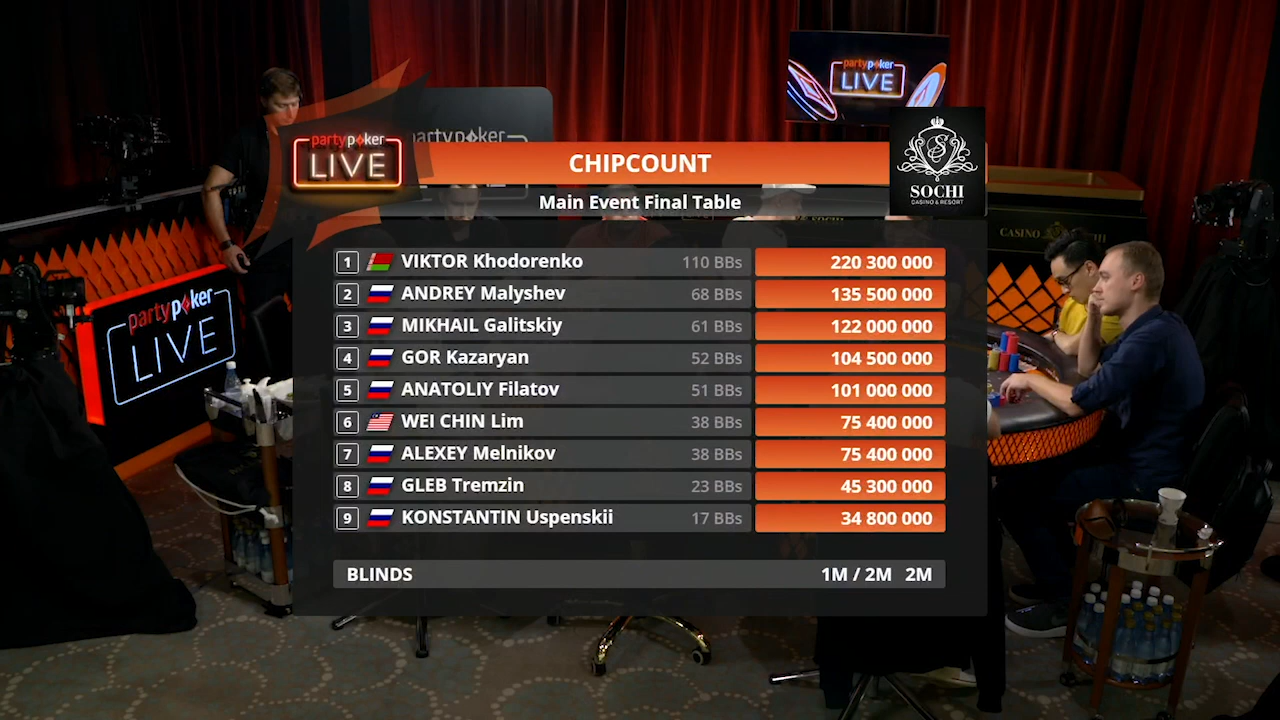 partypoker
LIVE
partypoker
LIVE
partypoker
CHIPCOUNT
Main Event Final Table
S
SOCHI
CASINO & RESORT
CASINO
partypoker
LIVE
1 VIKTOR Khodorenko 110 BBs 220 300 000
2 ANDREY Malyshev 68 BBs 135 500 000
3 MIKHAIL Galitskiy 61 BBs 122 000 000
4 GOR Kazaryan 52 BBs 104 500 000
5 ANATOLIY Filatov 51 BBs 101 000 000
6 WEI CHIN Lim 38 BBs 75 400 000
7 ALEXEY Melnikov 38 BBs 75 400 000
8 GLEB Tremzin 23 BBs 45 300 000
9 KONSTANTIN Uspenskii 17 BBs 34 800 000
BLINDS 1M / 2M 2M